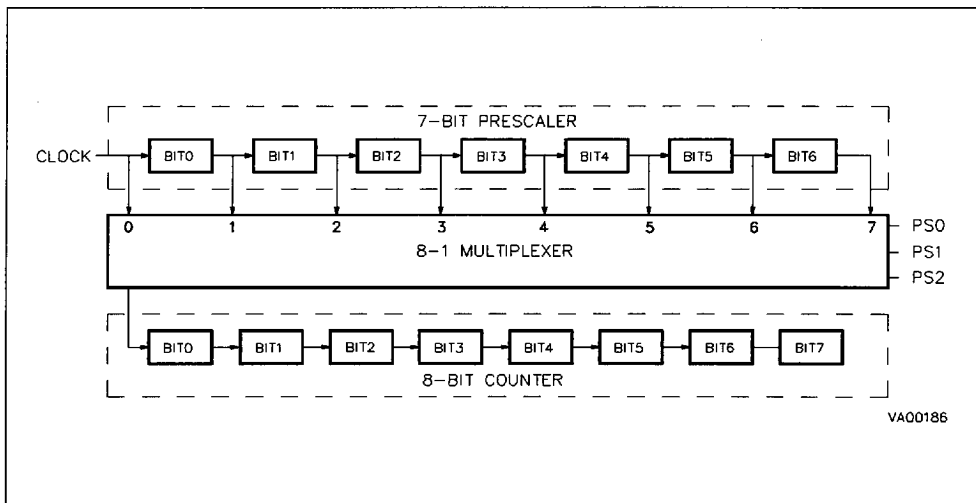 7-BIT PRESCALER
CLOCK BIT0 BIT1 BIT2 BIT3 BIT4 BIT5 BIT6
0 1 2 3 4 5 6 7
PS0
8-1 MULTIPLEXER PS1
PS2
BIT0 BIT1 BIT2 BIT3 BIT4 BIT5 BIT6 BIT7
8-BIT COUNTER
VA00186